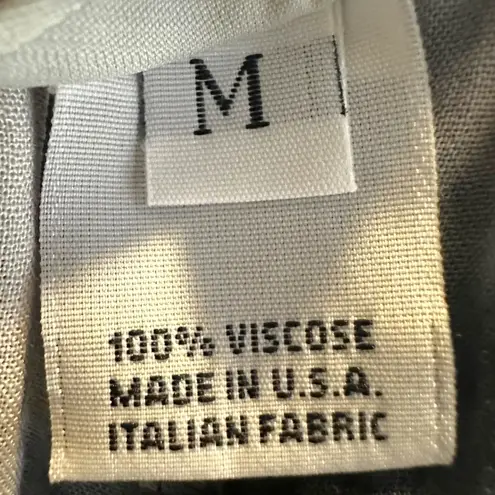 M
100% VISCOSE
MADE IN U.S.A.
ITALIAN FABRIC